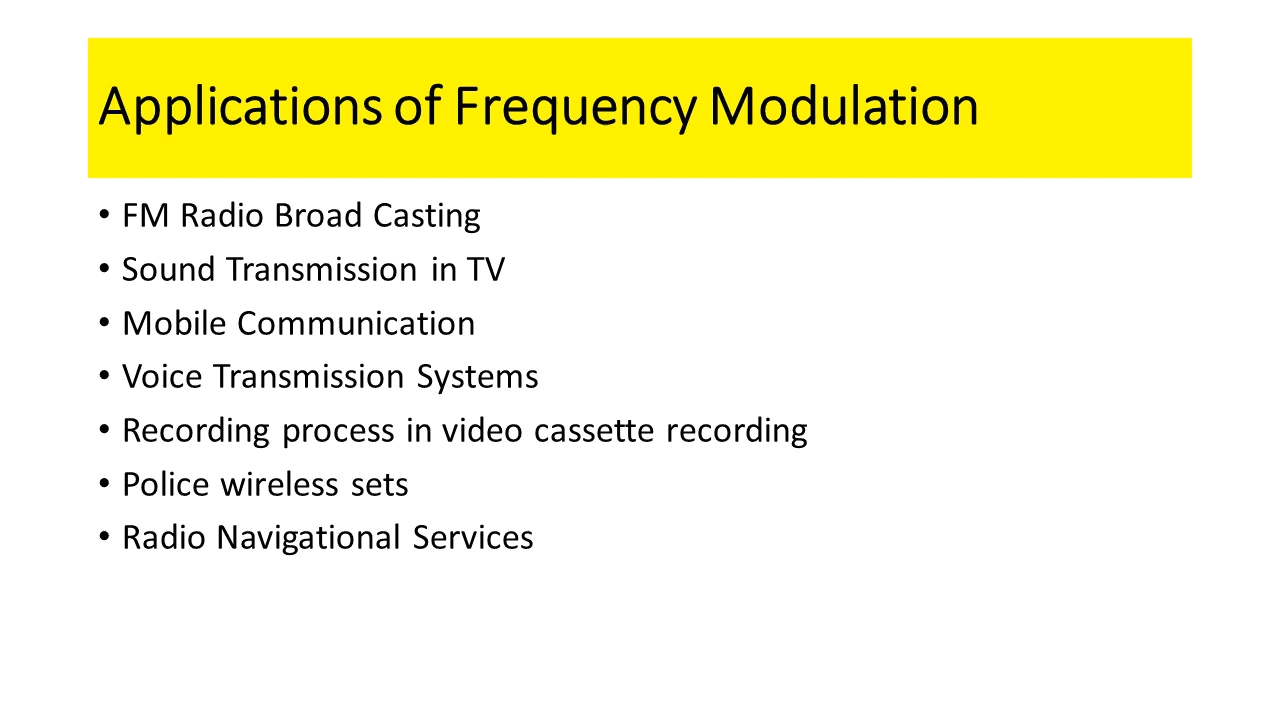 Applications of Frequency Modulation
• FM Radio Broad Casting
• Sound Transmission in TV
• Mobile Communication
• Voice Transmission Systems
• Recording process in video cassette recording
• Police wireless sets
• Radio Navigational Services